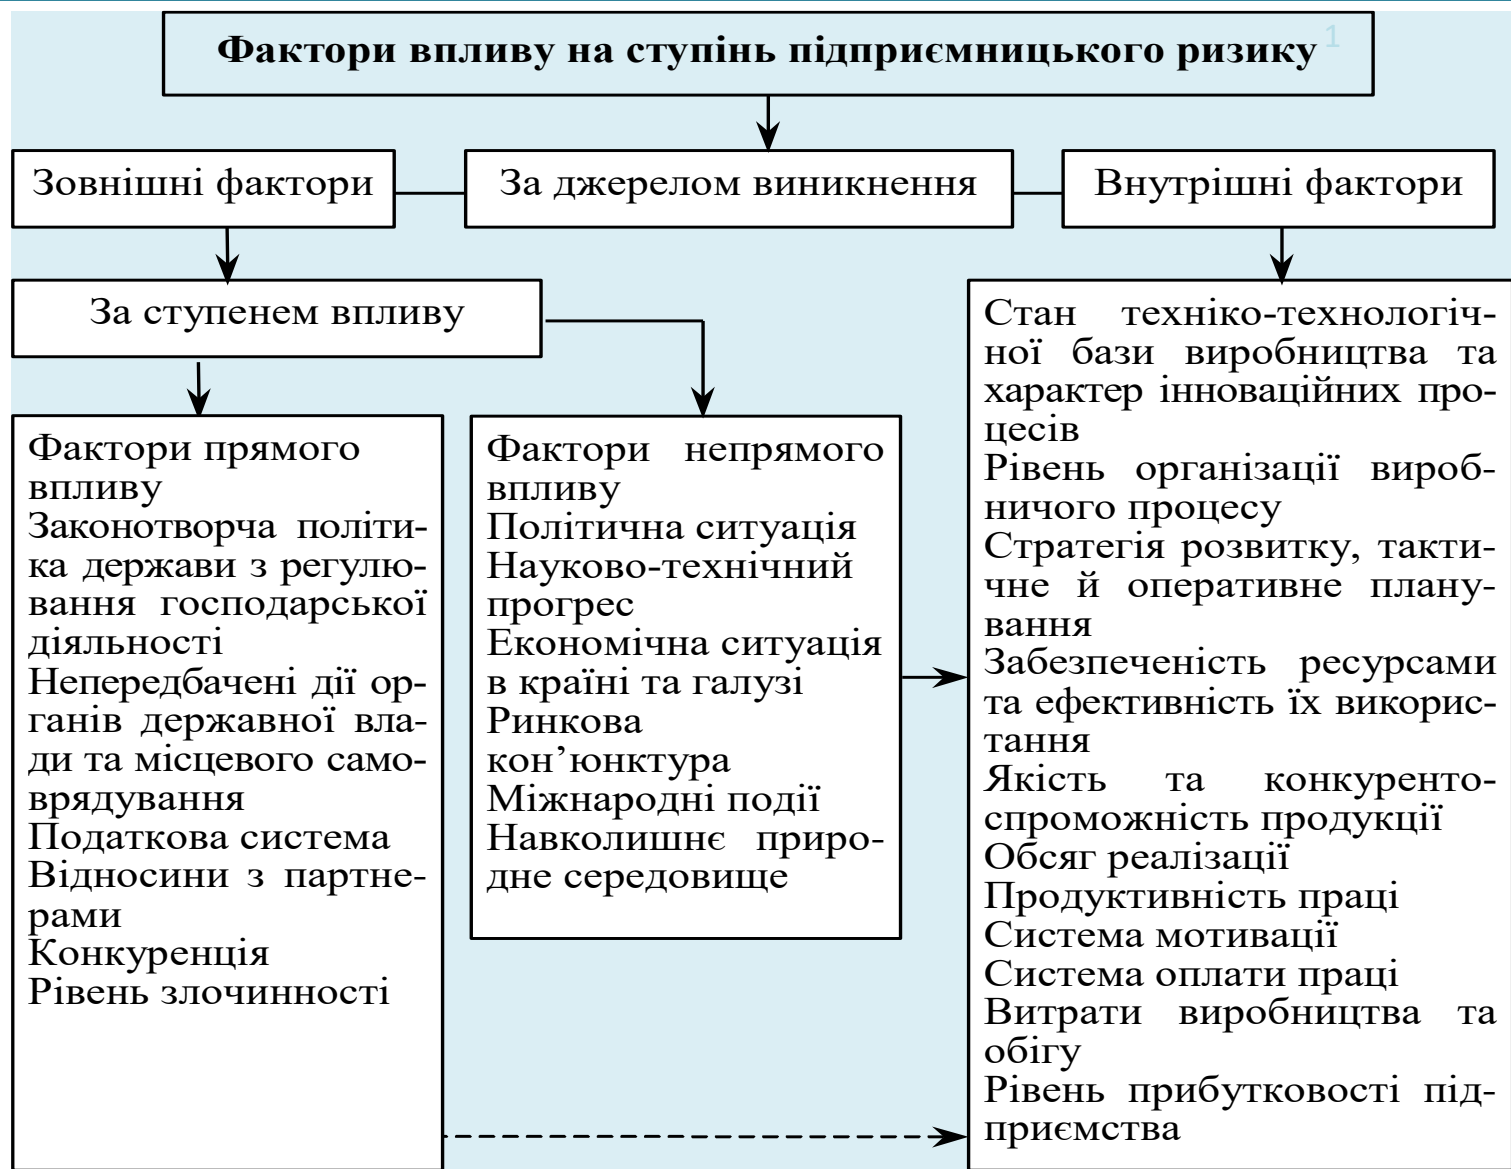 Фактори впливу на ступінь підприємницького ризику 1
Зовнішні фактори
За джерелом виникнення
Внутрішні фактори
За ступенем впливу
Фактори прямого
впливу
Законотворча політи-
ка держави з регулю-
вання господарської
діяльності
Непередбачені дії ор-
ганів державної вла-
ди та місцевого само-
врядування
Податкова система
Відносини з партне-
рами
Конкуренція
Рівень злочинності
Фактори непрямого
впливу
Політична ситуація
Науково-технічний
прогрес
Економічна ситуація
в країні та галузі
Ринкова
кон’юнктура
Міжнародні події
Навколишнє приро-
дне середовище
Стан техніко-технологіч-
ної бази виробництва та
характер інноваційних про-
цесів
Рівень організації вироб-
ничого процесу
Стратегія розвитку, такти-
чне й оперативне плану-
вання
Забезпеченість ресурсами
та ефективність їх викорис-
тання
Якість та конкуренто-
спроможність продукції
Обсяг реалізації
Продуктивність праці
Система мотивації
Система оплати праці
Витрати виробництва та
обігу
Рівень прибутковості під-
приємства